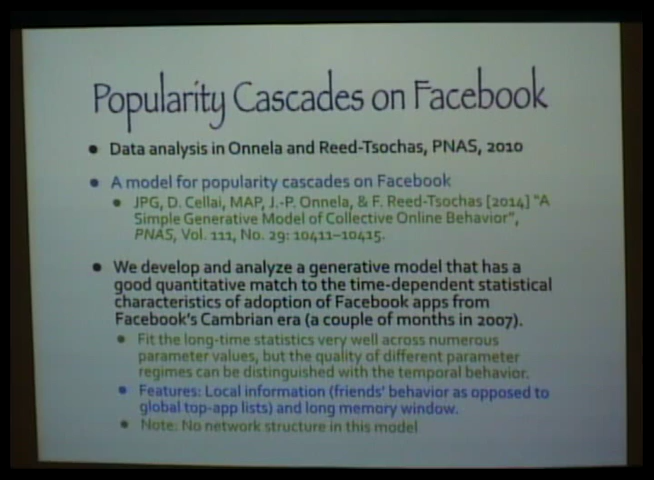 Popularity Cascades on Facebook
• Data analysis in Onnela and Reed-Tsochas, PNAS, 2010
• A model for popularity cascades on Facebook
• JPG, D. Cellai, MAP, J.-P. Onnela, & F. Reed-Tsochas [2014] "A
Simple Generative Model of Collective Online Behavior",
PNAS, Vol. 111, No. 29: 10411–10415.
• We develop and analyze a generative model that has a
good quantitative match to the time-dependent statistical
characteristics of adoption of Facebook apps from
Facebook's Cambrian era (a couple of months in 2007).
• Fit the long-time statistics very well across numerous
parameter values, but the quality of different parameter
regimes can be distinguished with the temporal behavior.
• Features: Local information (friends' behavior as opposed to
global top-app lists) and long memory window.
• Note: No network structure in this model